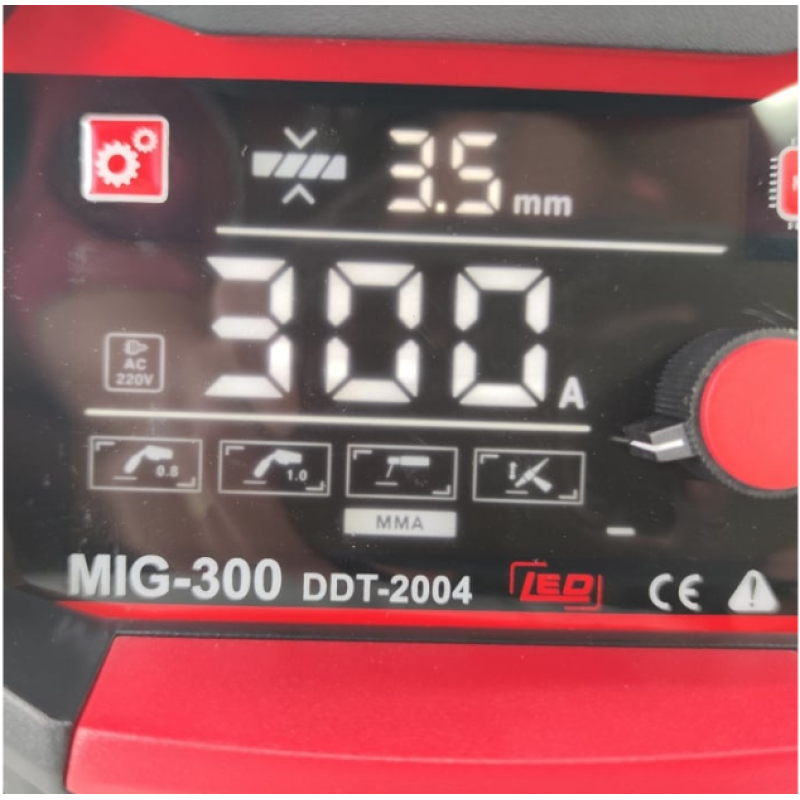 3.5 mm
300 A
AC
220V
0.8
1.0
MMA
MIG-300 DDT-2004 LED CE